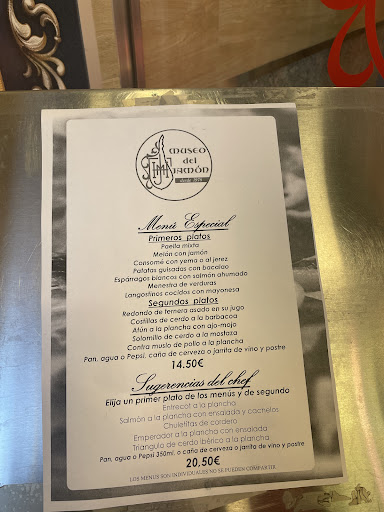 MUSEO
del
JAMÓN
desde 1978
Menú Especial
Primeros platos
Paella mixta
Melón con jamón
Consomé con yema o al jerez
Patatas guisadas con bacalao
Espárragos blancos con salmón ahumado
Menestra de verduras
Langostinos cocidos con mayonesa
Segundos platos
Redondo de ternera asado en su jugo
Costillas de cerdo a la barbacoa
Atún a la plancha con ajo-mojo
Solomillo de cerdo a la mostaza
Contra muslo de pollo a la plancha
Pan, agua o Pepsi, caña de cerveza o jarita de vino y postre
14.50€
Sugerencias del chef
Elija un primer plato de los menus y de segundo
Entrecot a la plancha
Salmón a la plancha con ensalada y cachelos
Chuletitas de cordero
Emperador a la plancha con ensalada
Triangulo de cerdo Ibérico a la plancha
Pan, agua o Pepsi 350ml. o caña de cerveza o jarita de vino y postre
20,50€
LOS MENUS SON INDIVIDUALES NO SE PUEDEN COMPARTIR